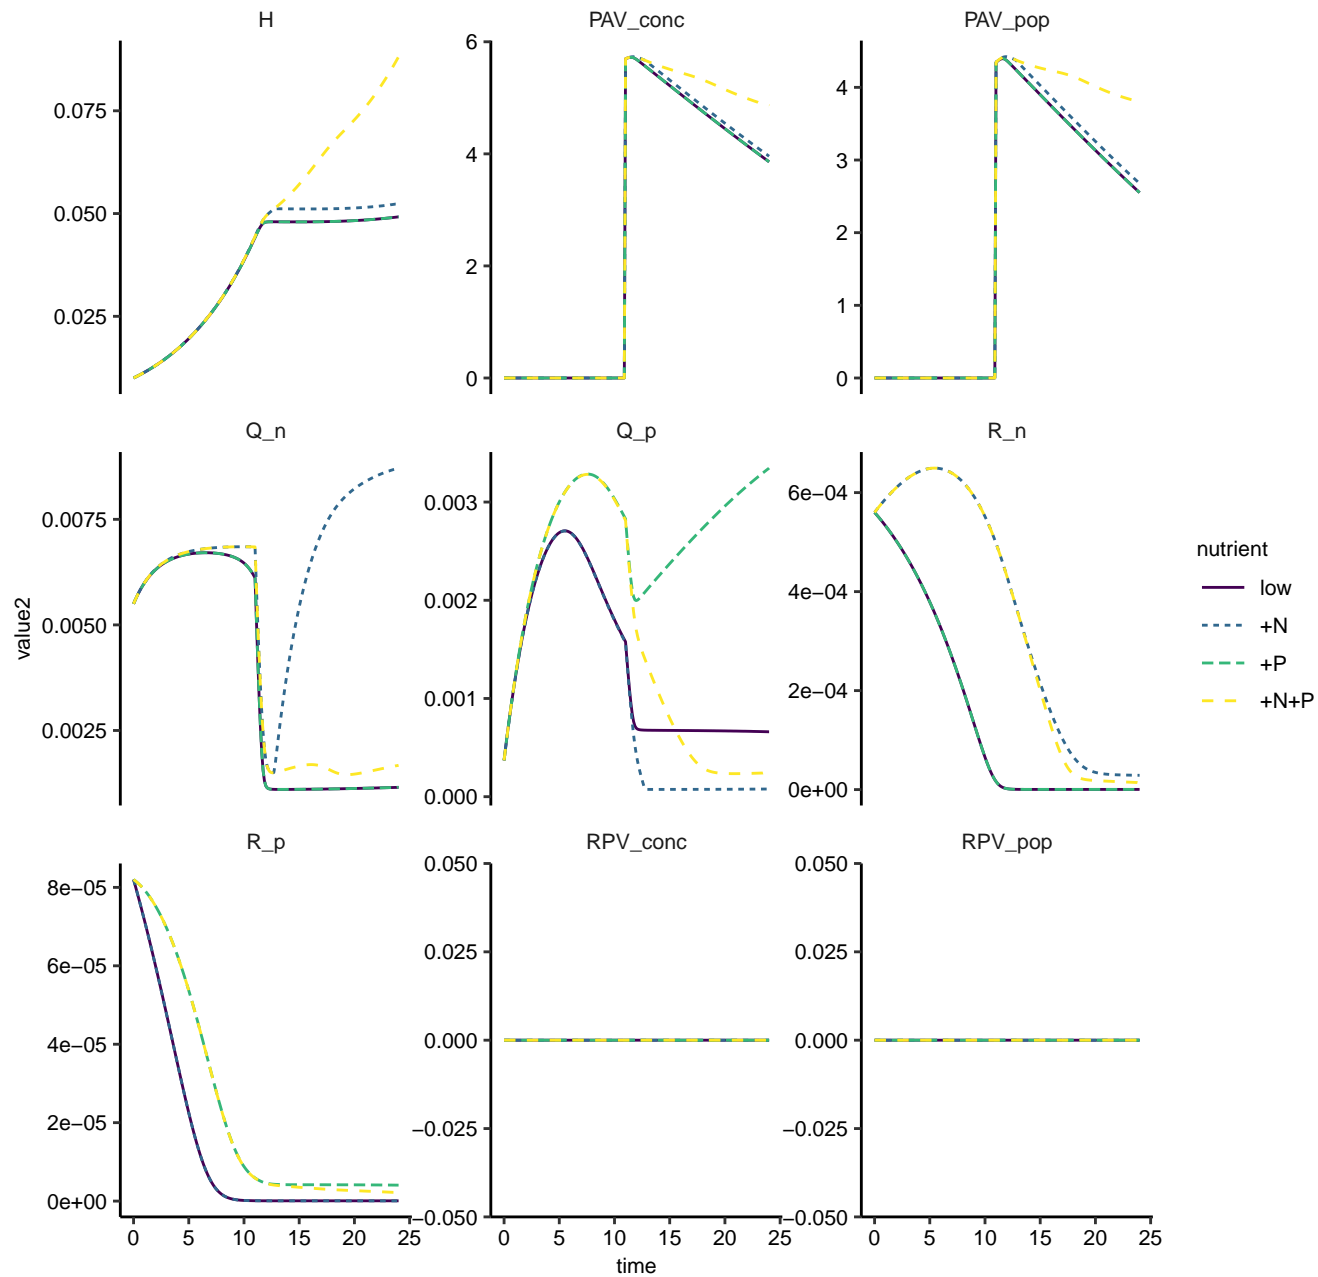 H
PAV_conc
PAV_pop
0.075
0.050
0.025
6
4
2
0
4
3
2
1
0
Q_n
Q_p
R_n
0.0075
0.0050
0.0025
0.003
0.002
0.001
0.000
6e−04
4e−04
2e−04
0e+00
value2
nutrient
low
+N
+P
+N+P
R_p
RPV_conc
RPV_pop
8e−05
6e−05
4e−05
2e−05
0e+00
0.050
0.025
0.000
−0.025
−0.050
0.050
0.025
0.000
−0.025
−0.050
0 5 10 15 20 25
0 5 10 15 20 25
0 5 10 15 20 25
time